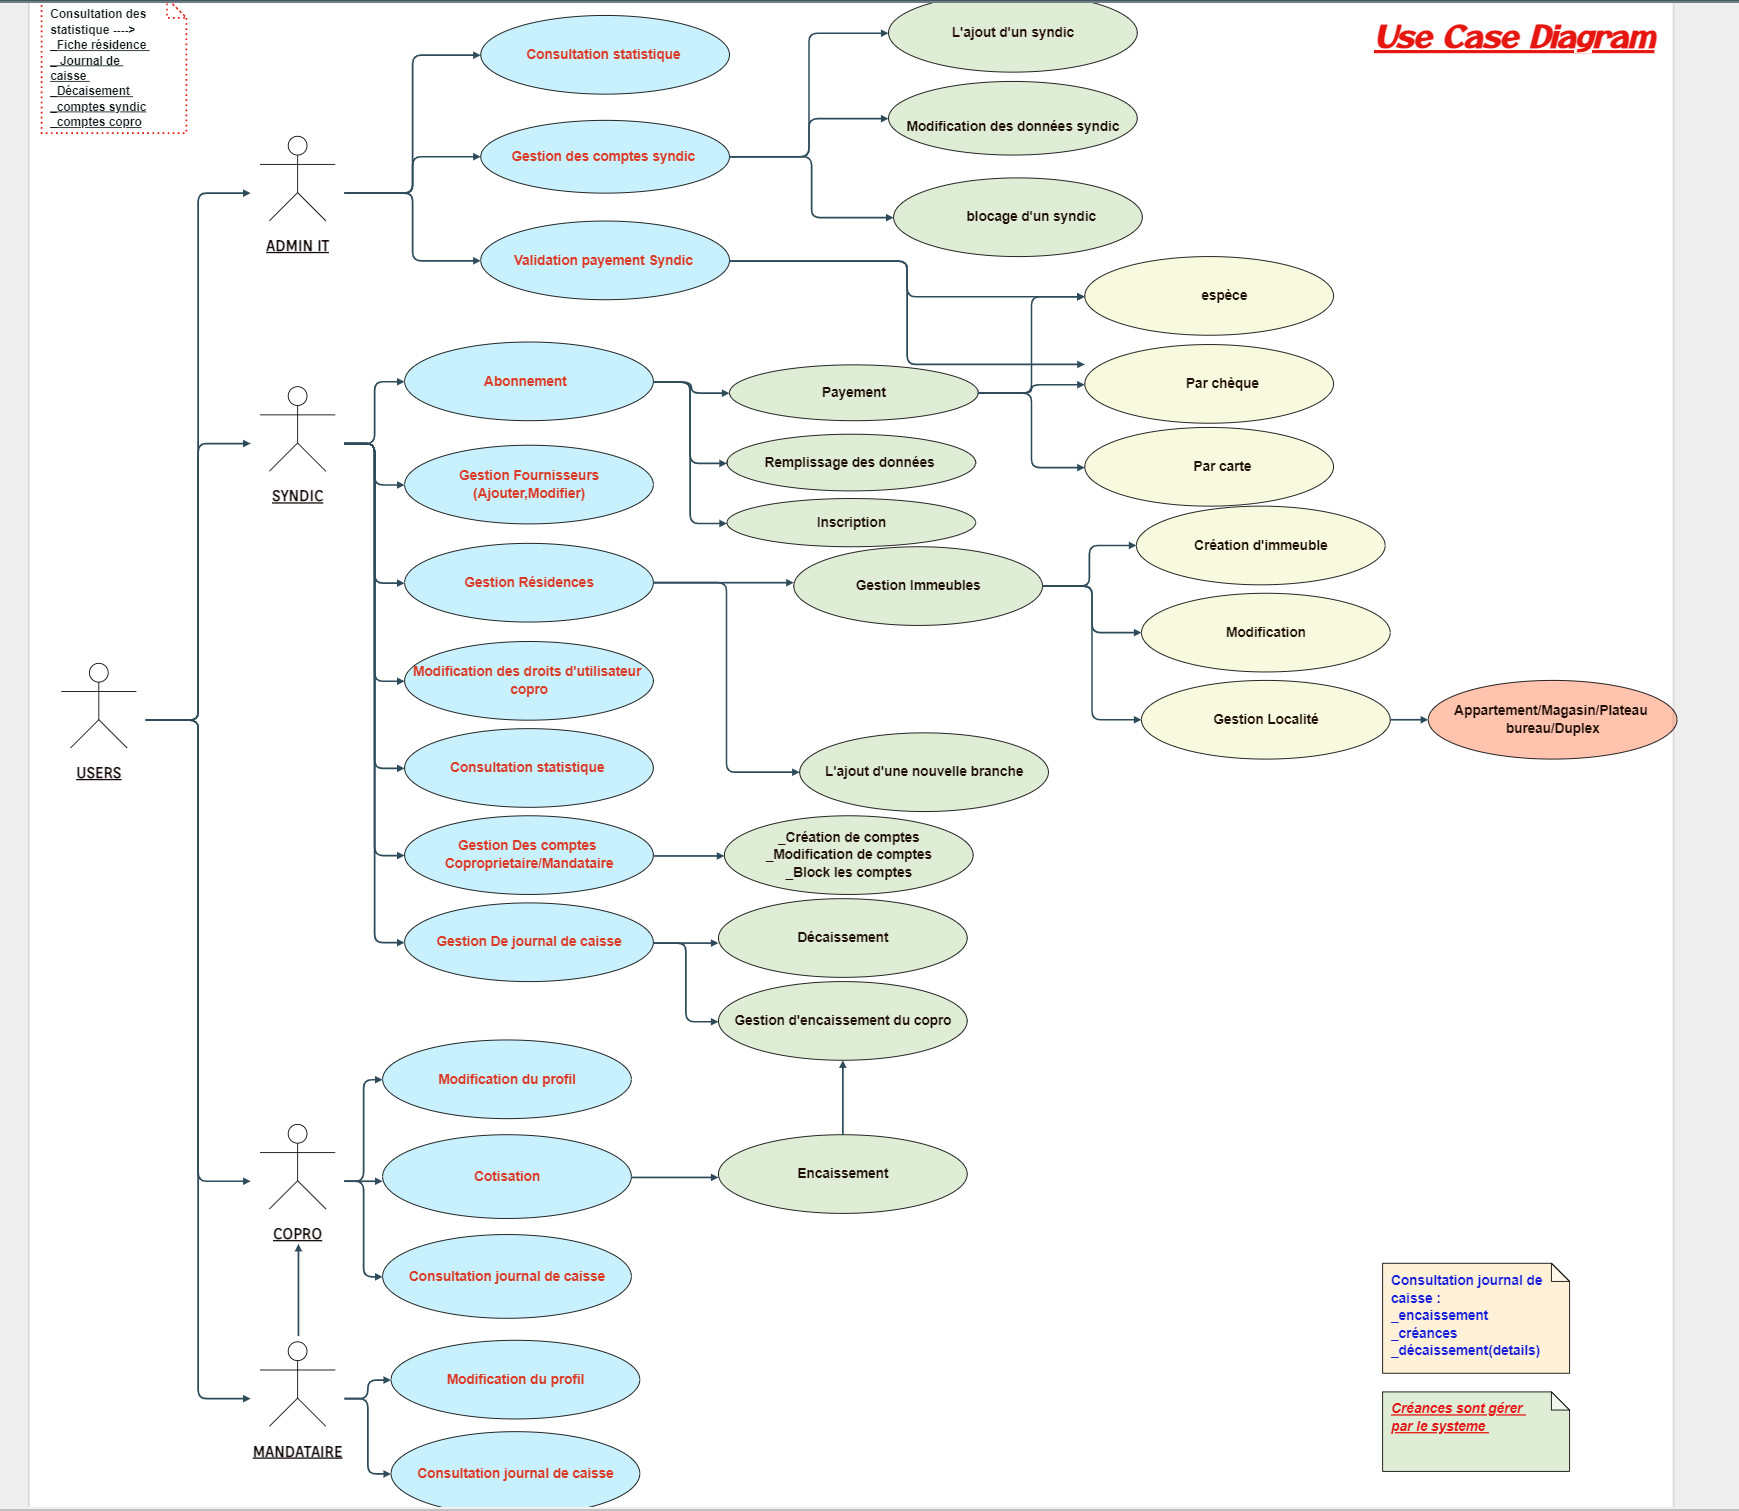 Consultation des
statistique ---->
_Fiche résidence
_ Journal de
caisse
_Décaisement
_comptes syndic
_comptes copro
Use Case Diagram
Consultation statistique
L'ajout d'un syndic
Modification des données syndic
Gestion des comptes syndic
blocage d'un syndic
ADMIN IT
Validation payement Syndic
espèce
Abonnement
Payement
Par chèque
Remplissage des données
Par carte
Gestion Fournisseurs
(Ajouter,Modifier)
SYNDIC
Inscription
Création d'immeuble
Gestion Résidences
Gestion Immeubles
Modification
Modification des droits d'utilisateur
copro
Gestion Localité
Appartement/Magasin/Plateau
bureau/Duplex
USERS
Consultation statistique
L'ajout d'une nouvelle branche
Gestion Des comptes
Coproprietaire/Mandataire
_Création de comptes
_Modification de comptes
_Block les comptes
Gestion De journal de caisse
Décaissement
Gestion d'encaissement du copro
Modification du profil
Cotisation
Encaissement
COPRO
Consultation journal de caisse
Consultation journal de
caisse :
_encaissement
_créances
_décaissement(details)
Modification du profil
Créances sont gérer
par le systeme
MANDATAIRE
Consultation journal de caisse